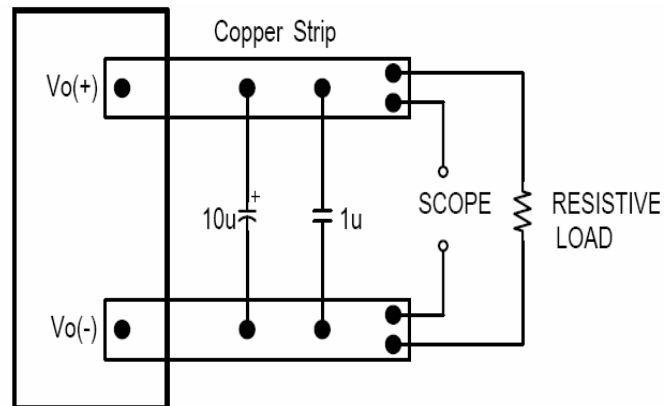 Copper Strip
Vo(+)
+
10u
1u
SCOPE
RESISTIVE
LOAD
Vo(-)